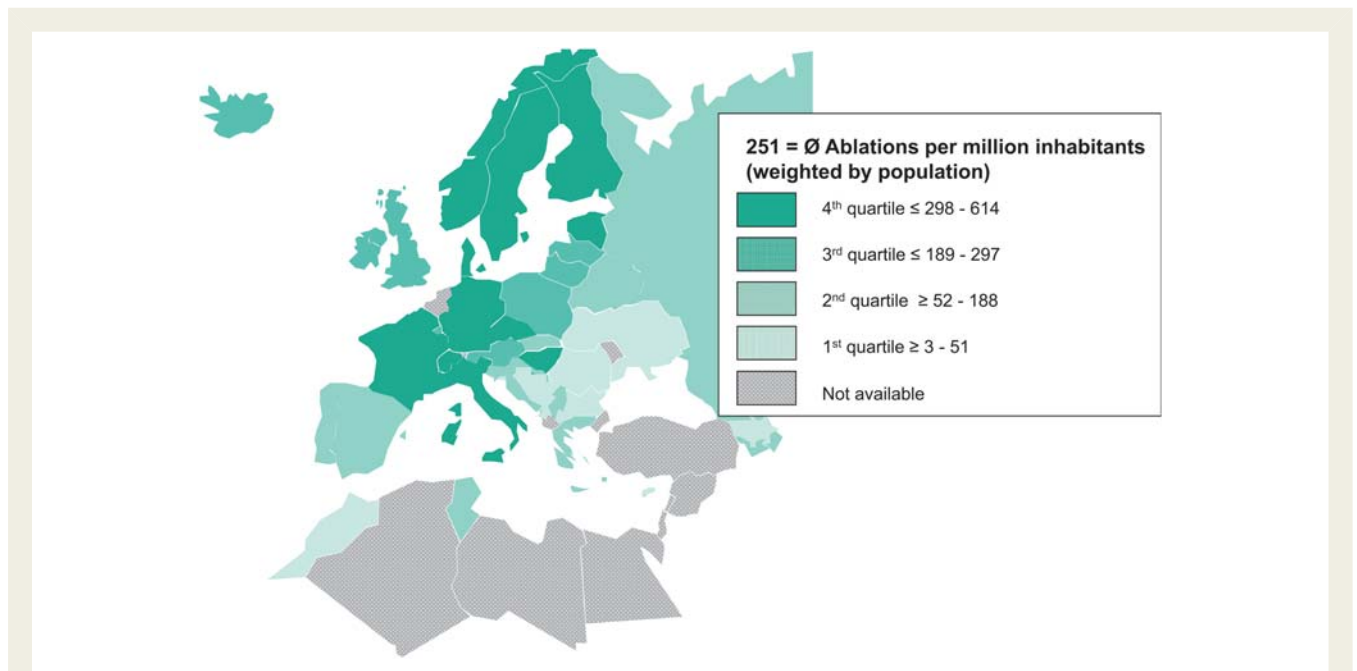 251 = Ø Ablations per million inhabitants
(weighted by population)
4th quartile ≤ 298 - 614
3rd quartile ≤ 189 - 297
2nd quartile ≥ 52 - 188
1st quartile ≥ 3 - 51
Not available